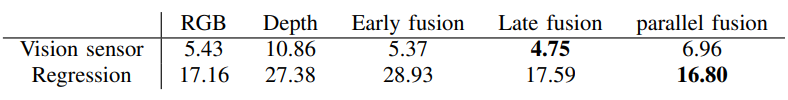 RGB Depth Early fusion Late fusion parallel fusion
Vision sensor 5.43 10.86 5.37 4.75 6.96
Regression 17.16 27.38 28.93 17.59 16.80